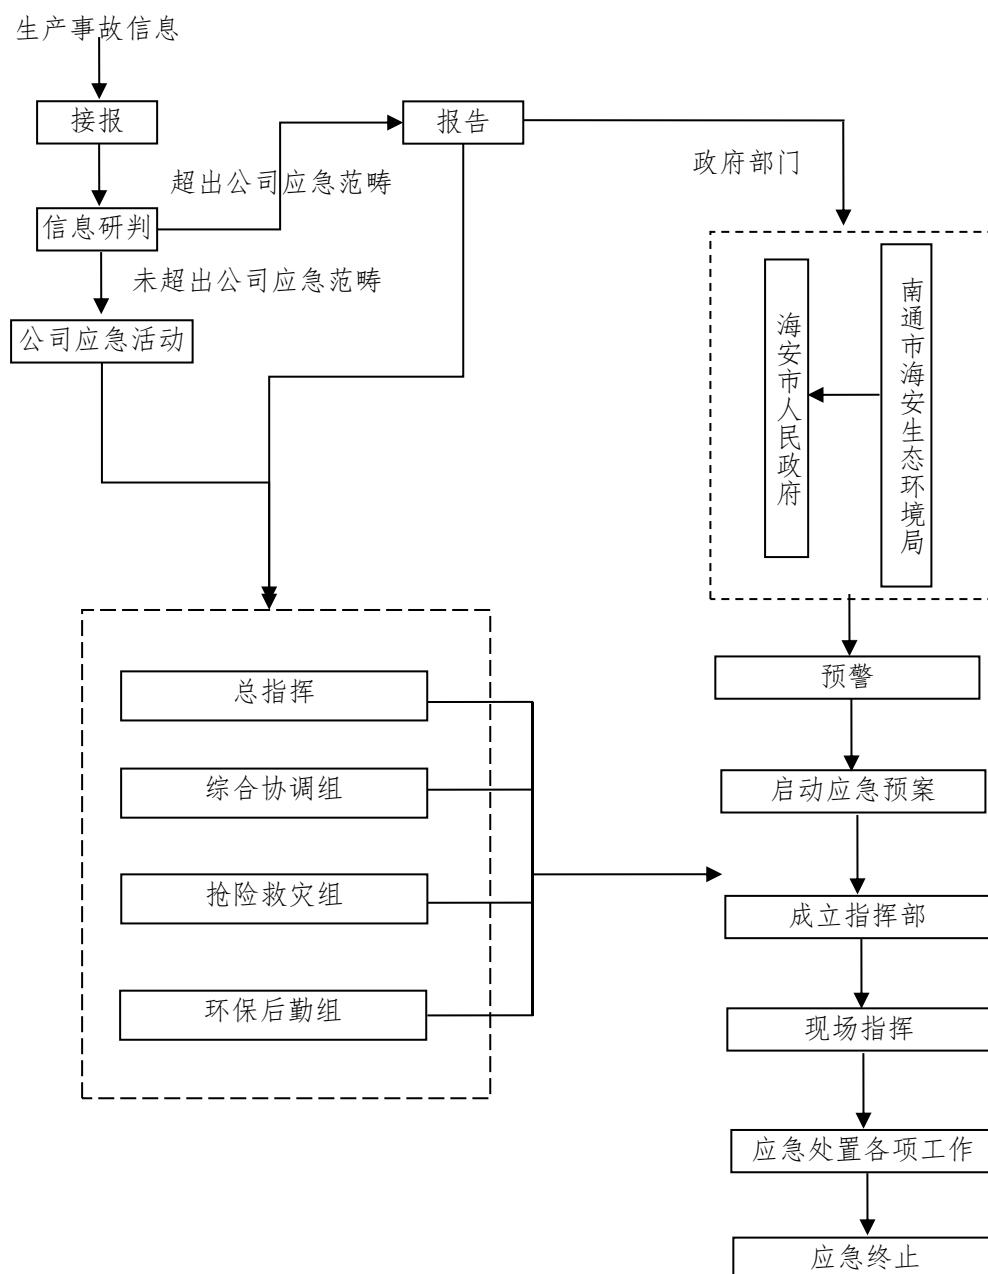 生产事故信息
接报
报告
政府部门
超出公司应急范畴
信息研判
未超出公司应急范畴
公司应急活动
海安市人民政府
南通市海安生态环境局
总指挥
综合协调组
抢险救灾组
环保后勤组
预警
启动应急预案
成立指挥部
现场指挥
应急处置各项工作
应急终止